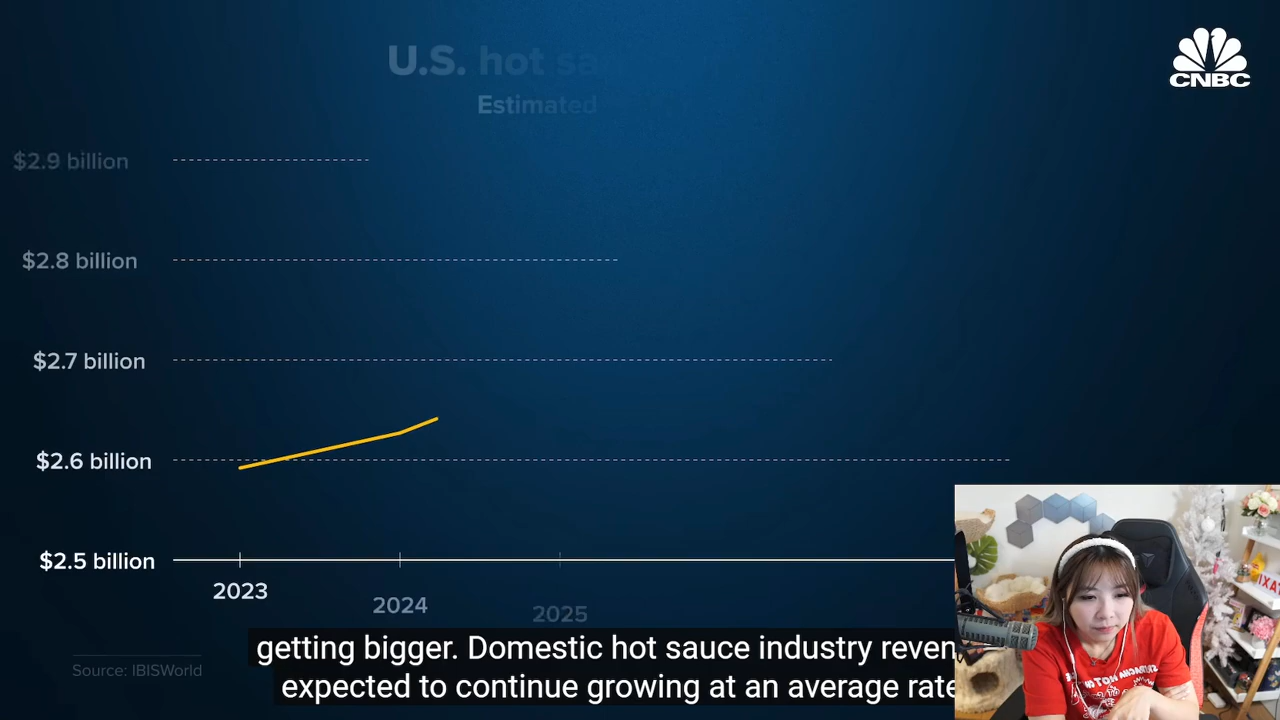 CNBC
U.S. hot sa
Estimated
$2.9 billion
$2.8 billion
$2.7 billion
$2.6 billion
$2.5 billion
2023
2024
2025
Source: IBISWorld
getting bigger. Domestic hot sauce industry reven
expected to continue growing at an average rate